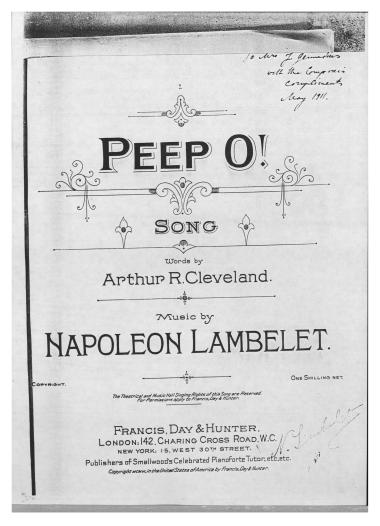 To Mrs J. Gennadius
with the Composer's
compliments
May 1911.
PEEP O!
SONG
Words by
Arthur R. Cleveland.
Music by
NAPOLEON LAMBELET.
COPYRIGHT.
ONE SHILLING NET.
The Theatrical and Music Hall Singing Rights of this Song are Reserved.
For Permission apply to Francis, Day & Hunter.
FRANCIS, DAY & HUNTER,
LONDON: 142, CHARING CROSS ROAD, W.C.
NEW YORK: 15, WEST 30TH STREET.
N. Lambelet
Publishers of Smallwood's Celebrated Pianoforte Tutor, etc. etc.
Copyright MCMXI, in the United States of America by Francis, Day & Hunter.